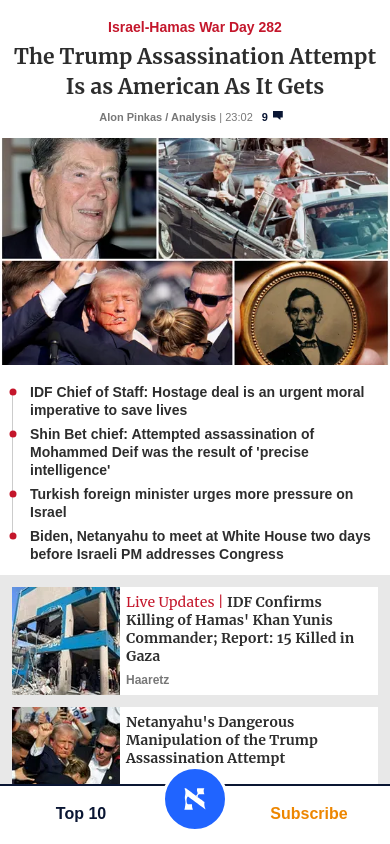 Israel-Hamas War Day 282
The Trump Assassination Attempt
Is as American As It Gets
Alon Pinkas / Analysis | 23:02 9
IDF Chief of Staff: Hostage deal is an urgent moral
imperative to save lives
Shin Bet chief: Attempted assassination of
Mohammed Deif was the result of 'precise
intelligence'
Turkish foreign minister urges more pressure on
Israel
Biden, Netanyahu to meet at White House two days
before Israeli PM addresses Congress
Live Updates | IDF Confirms
Killing of Hamas' Khan Yunis
Commander; Report: 15 Killed in
Gaza
Haaretz
Netanyahu's Dangerous
Manipulation of the Trump
Assassination Attempt
Top 10
Subscribe